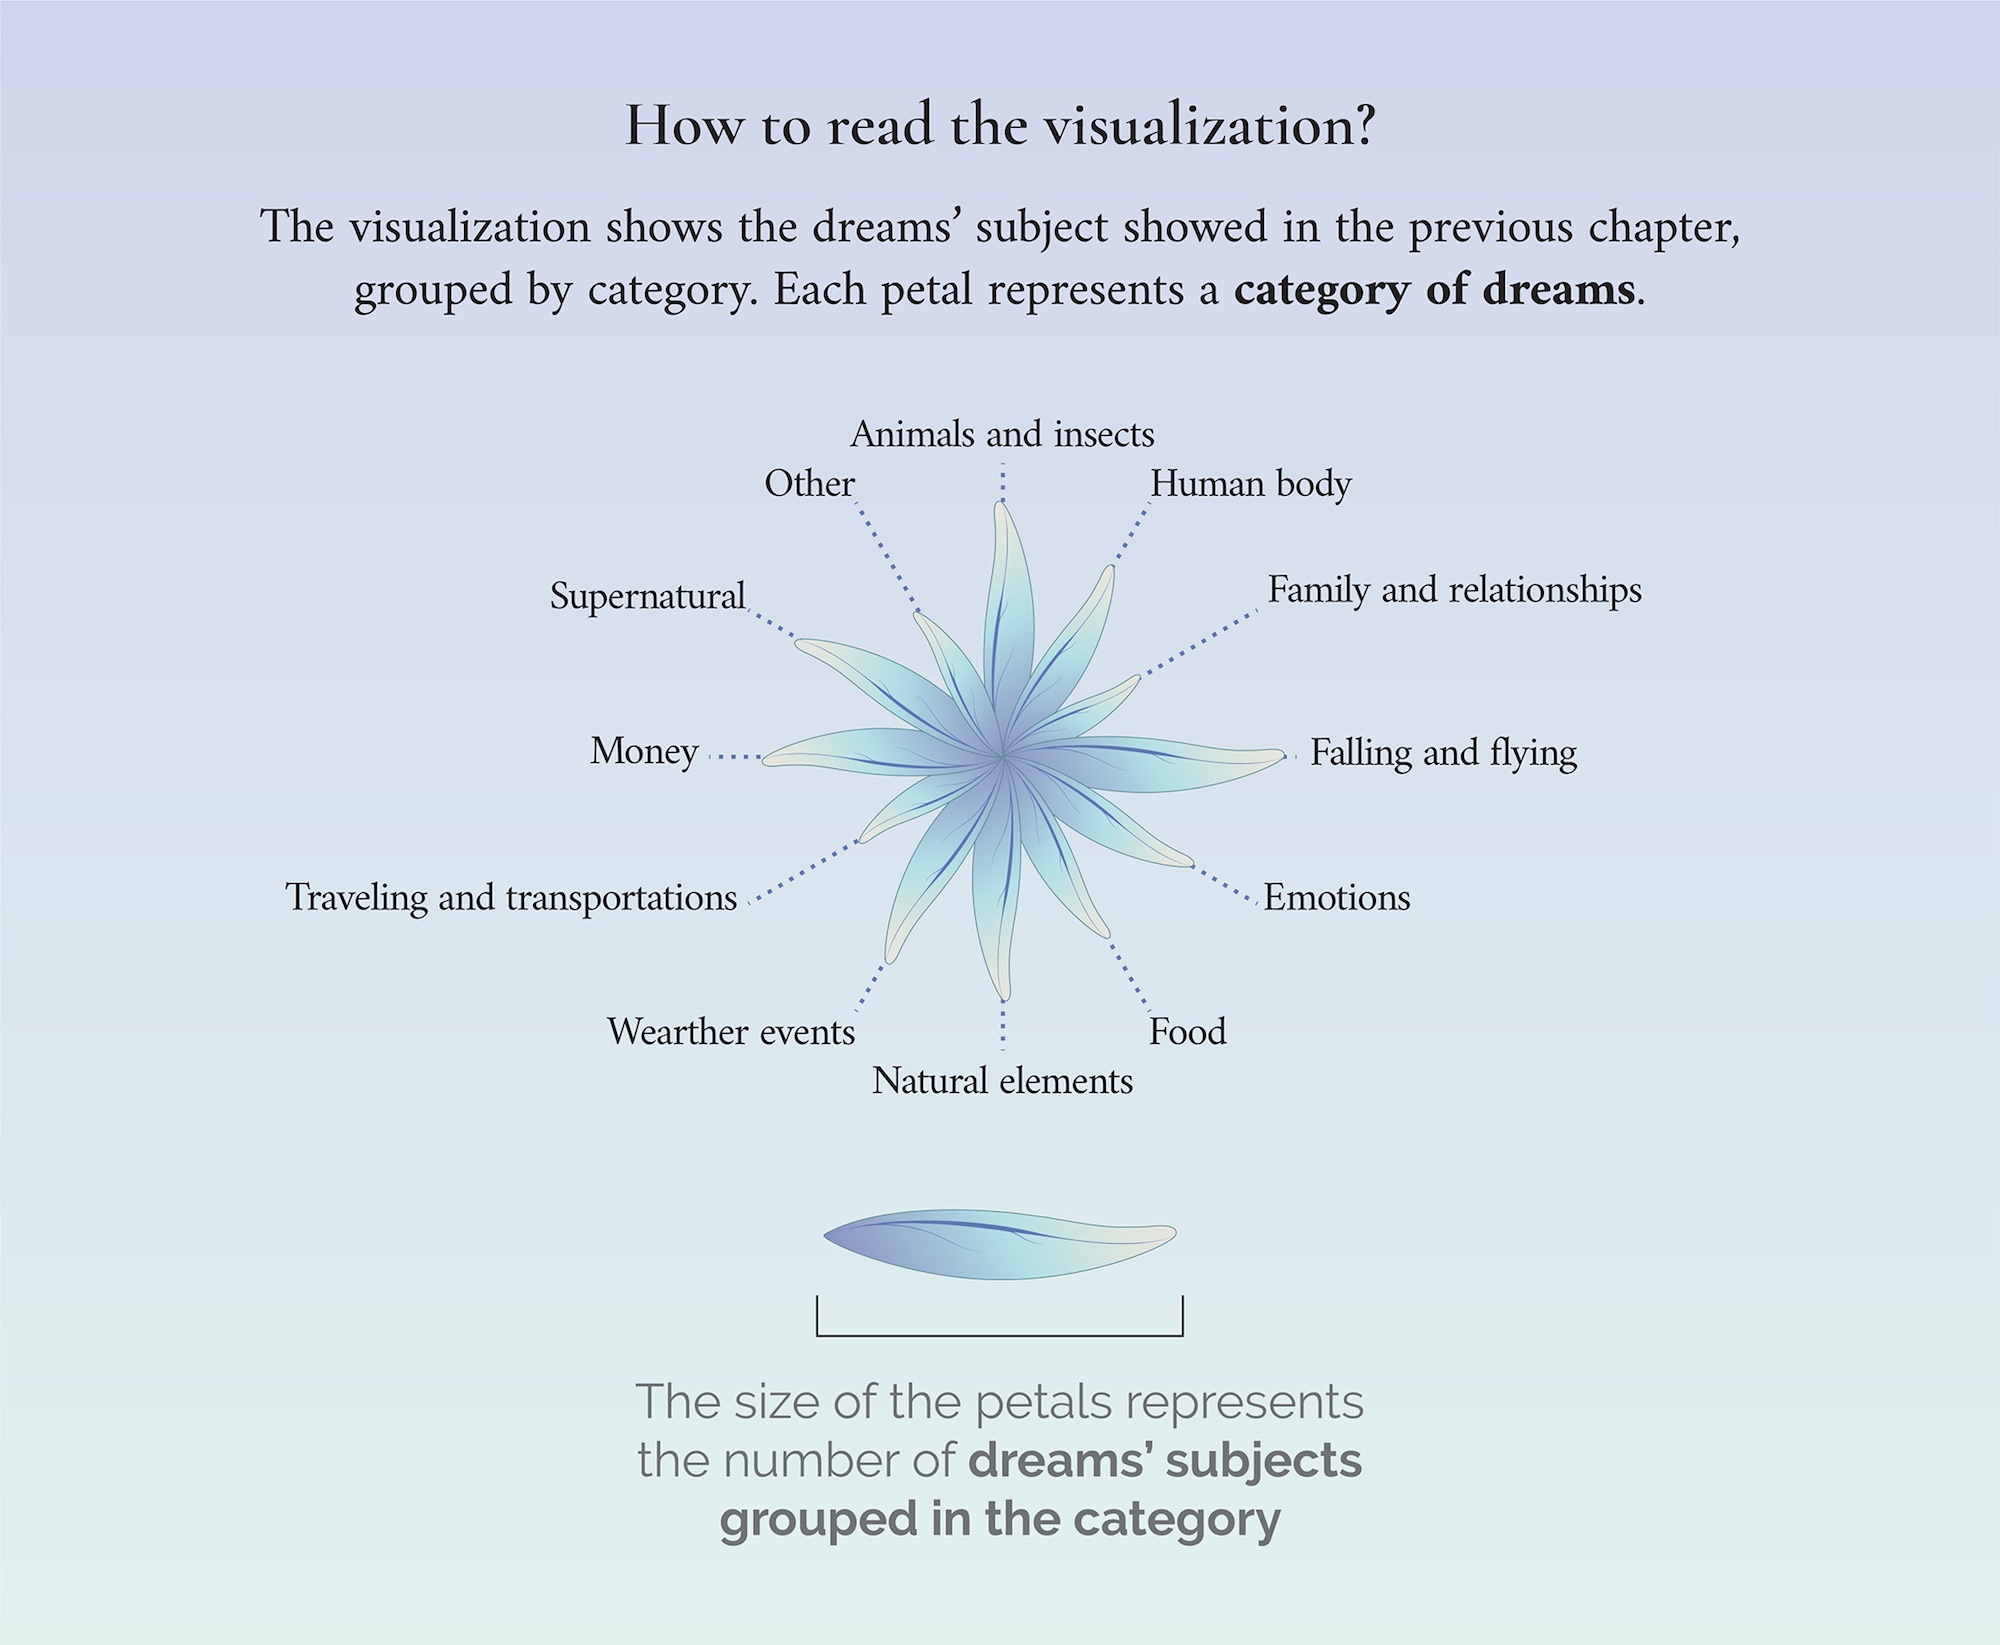 How to read the visualization?
The visualization shows the dreams’ subject showed in the previous chapter,
grouped by category. Each petal represents a category of dreams.
Animals and insects
Other
Human body
Supernatural
Family and relationships
Money
Falling and flying
Traveling and transportations
Emotions
Wearther events
Food
Natural elements
The size of the petals represents
the number of dreams’ subjects
grouped in the category